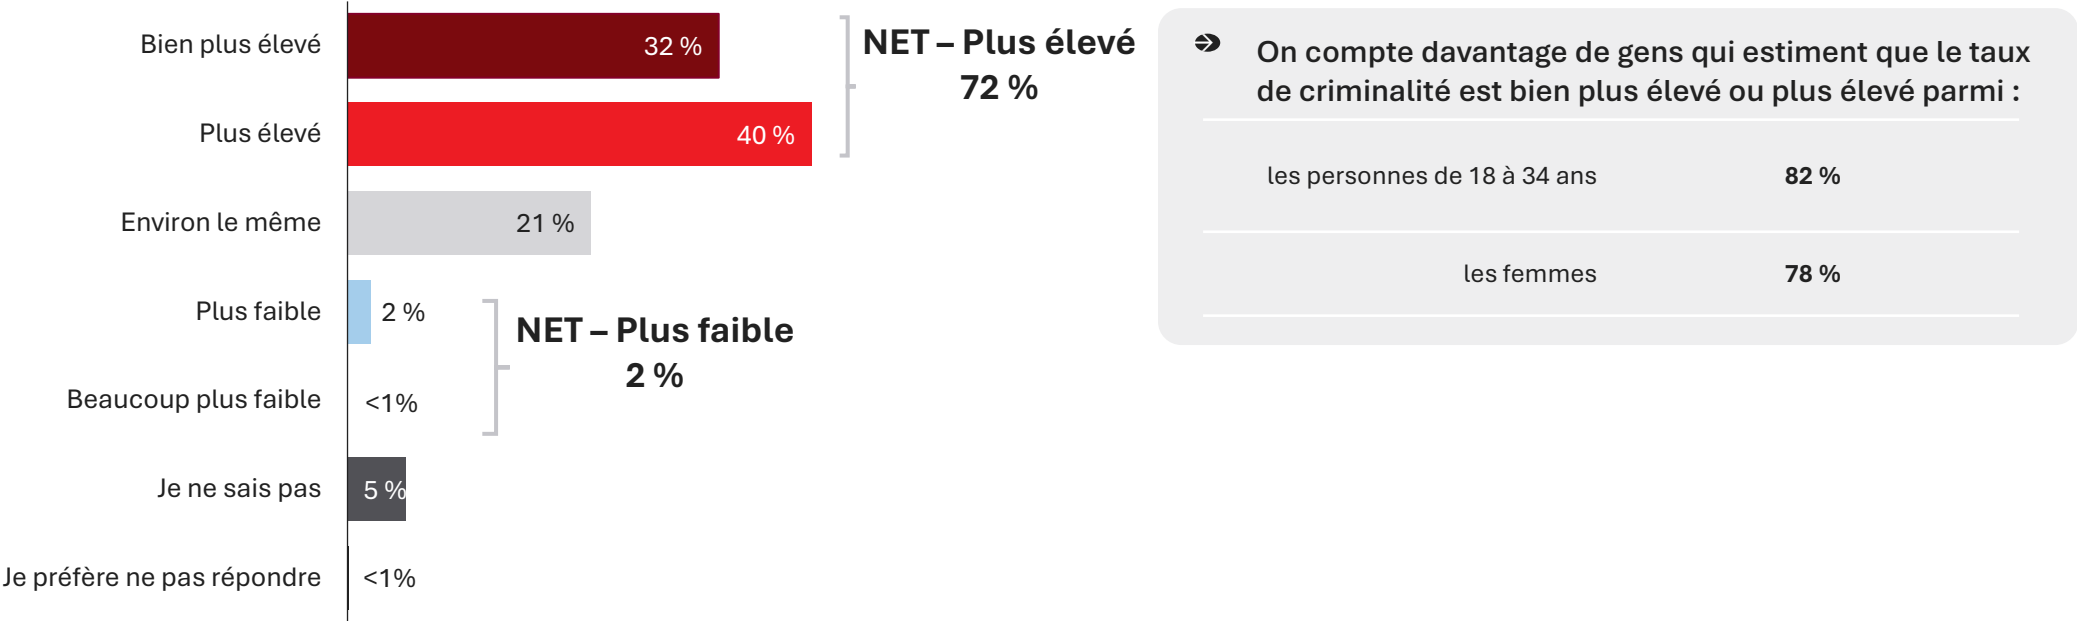 Bien plus élevé
32 %
Plus élevé
40 %
NET – Plus élevé
72 %
Environ le même
21 %
Plus faible
2 %
Beaucoup plus faible
<1%
NET – Plus faible
2 %
Je ne sais pas
5 %
Je préfère ne pas répondre
<1%
On compte davantage de gens qui estiment que le taux
de criminalité est bien plus élevé ou plus élevé parmi :
les personnes de 18 à 34 ans
82 %
les femmes
78 %